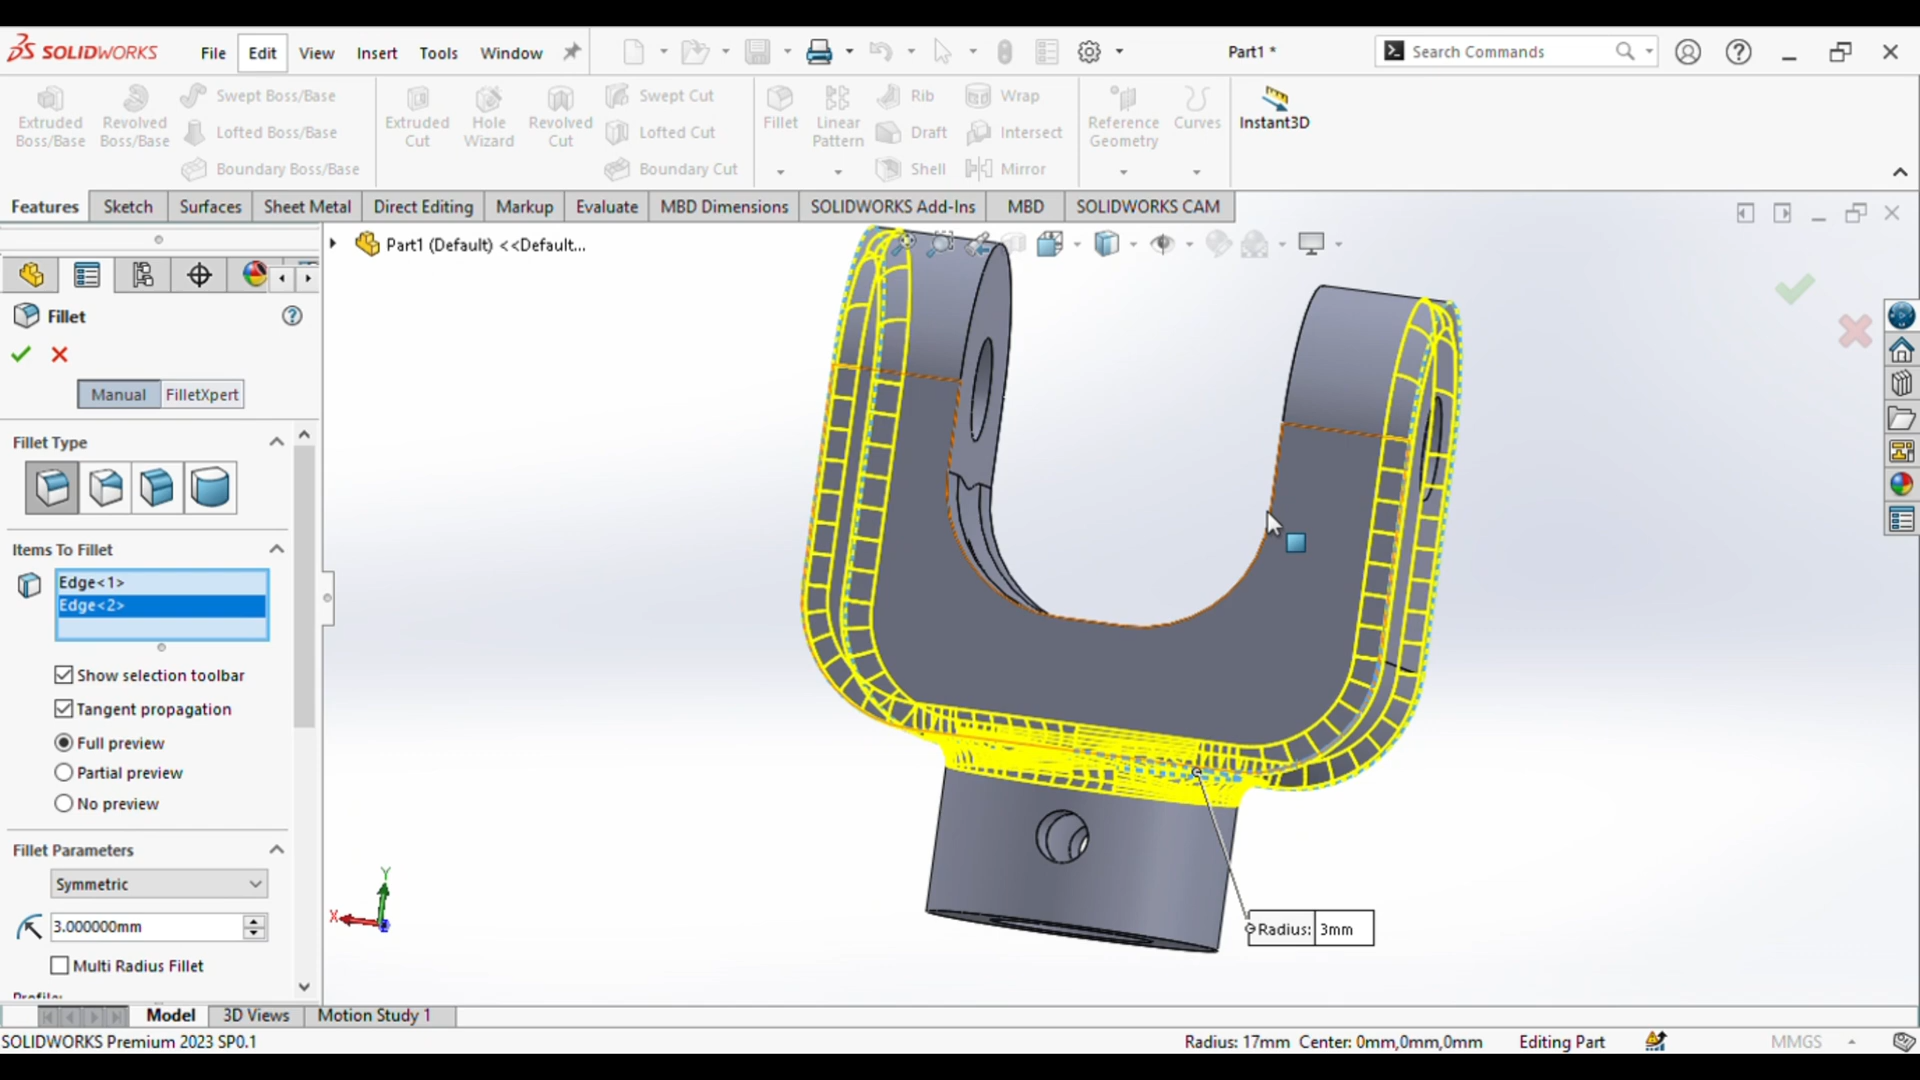 SOLIDWORKS File Edit View Insert Tools Window Part1 * Search Commands
Extruded Boss/Base
Revolved Boss/Base
Swept Boss/Base
Lofted Boss/Base
Boundary Boss/Base
Extruded Cut
Hole Wizard
Revolved Cut
Swept Cut
Lofted Cut
Boundary Cut
Fillet
Linear Pattern
Rib
Draft
Shell
Wrap
Intersect
Mirror
Reference Geometry
Curves
Instant3D
Features Sketch Surfaces Sheet Metal Direct Editing Markup Evaluate MBD Dimensions SOLIDWORKS Add-Ins MBD SOLIDWORKS CAM
Part1 (Default) <<Default...
Fillet
Manual FilletXpert
Fillet Type
Items To Fillet
Edge<1>
Edge<2>
Show selection toolbar
Tangent propagation
Full preview
Partial preview
No preview
Fillet Parameters
Symmetric
3.000000mm
Multi Radius Fillet
Y
X
Radius: 3mm
Model 3D Views Motion Study 1
SOLIDWORKS Premium 2023 SP0.1 Radius: 17mm Center: 0mm,0mm,0mm Editing Part MMGS